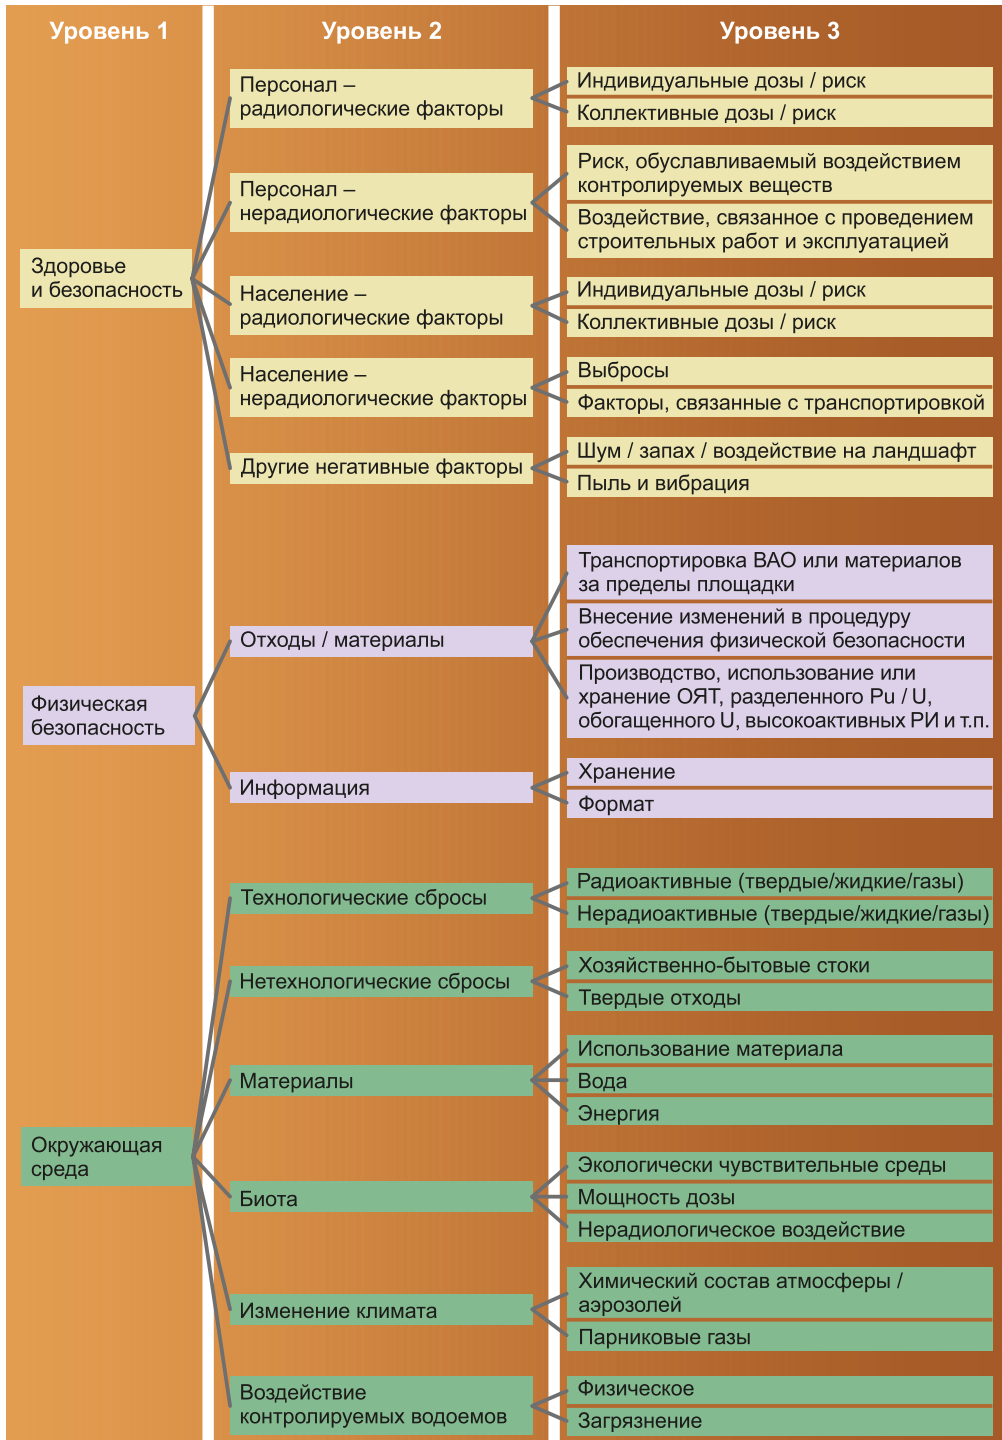 Уровень 1
Уровень 2
Уровень 3
Здоровье
и безопасность
Персонал –
радиологические факторы
Индивидуальные дозы / риск
Коллективные дозы / риск
Персонал –
нерадиологические факторы
Риск, обуславливаемый воздействием
контролируемых веществ
Воздействие, связанное с проведением
строительных работ и эксплуатацией
Население –
радиологические факторы
Индивидуальные дозы / риск
Коллективные дозы / риск
Население –
нерадиологические факторы
Выбросы
Факторы, связанные с транспортировкой
Другие негативные факторы
Шум / запах / воздействие на ландшафт
Пыль и вибрация
Физическая
безопасность
Отходы / материалы
Транспортировка ВАО или материалов
за пределы площадки
Внесение изменений в процедуру
обеспечения физической безопасности
Производство, использование или
хранение ОЯТ, разделенного Pu / U,
обогащенного U, высокоактивных РИ и т.п.
Информация
Хранение
Формат
Окружающая
среда
Технологические сбросы
Радиоактивные (твердые/жидкие/газы)
Нерадиоактивные (твердые/жидкие/газы)
Нетехнологические сбросы
Хозяйственно-бытовые стоки
Твердые отходы
Материалы
Использование материала
Вода
Энергия
Биота
Экологически чувствительные среды
Мощность дозы
Нерадиологическое воздействие
Изменение климата
Химический состав атмосферы /
аэрозолей
Парниковые газы
Воздействие
контролируемых водоемов
Физическое
Загрязнение